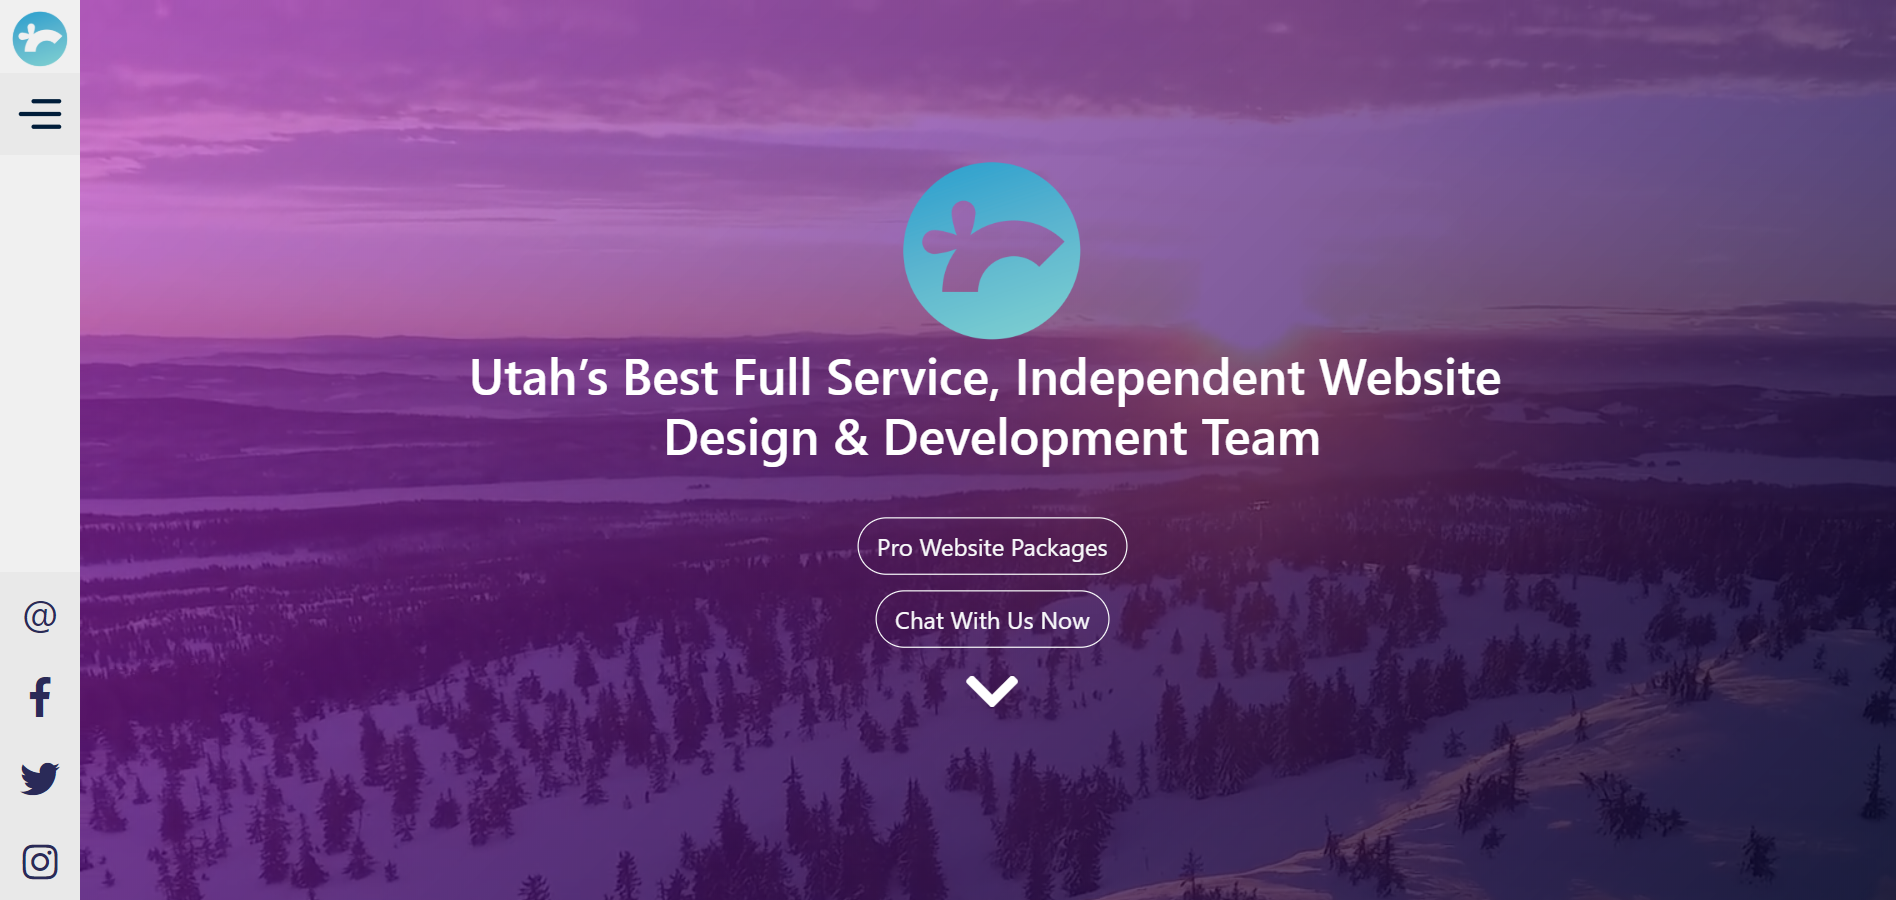 Utah’s Best Full Service, Independent Website
Design & Development Team
Pro Website Packages
Chat With Us Now
@